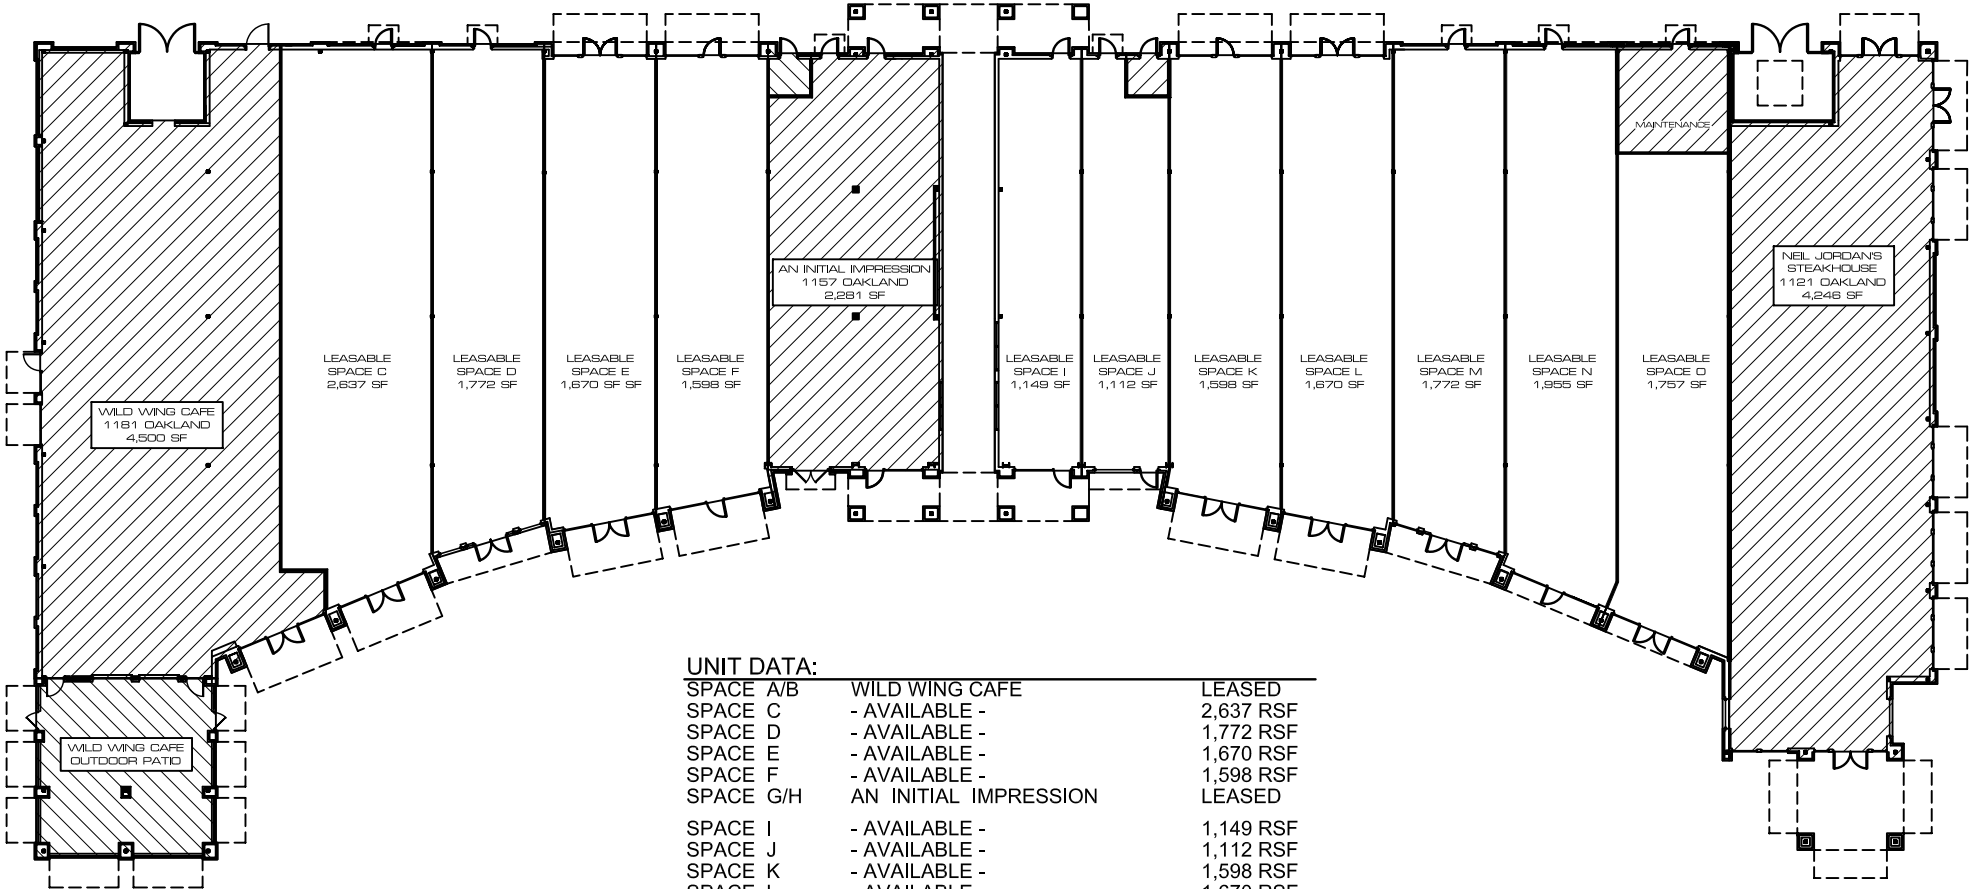 MAINTENANCE
AN INITIAL IMPRESSION
1157 OAKLAND
2,281 SF
NEIL JORDAN'S
STEAKHOUSE
1121 OAKLAND
4,246 SF
LEASABLE
SPACE C
2,637 SF
LEASABLE
SPACE D
1,772 SF
LEASABLE
SPACE E
1,670 SF SF
LEASABLE
SPACE F
1,598 SF
LEASABLE
SPACE I
1,149 SF
LEASABLE
SPACE J
1,112 SF
LEASABLE
SPACE K
1,598 SF
LEASABLE
SPACE L
1,670 SF
LEASABLE
SPACE M
1,772 SF
LEASABLE
SPACE N
1,955 SF
LEASABLE
SPACE O
1,757 SF
WILD WING CAFE
1181 OAKLAND
4,500 SF
WILD WING CAFE
OUTDOOR PATIO
UNIT DATA:
SPACE A/B WILD WING CAFE LEASED
SPACE C - AVAILABLE - 2,637 RSF
SPACE D - AVAILABLE - 1,772 RSF
SPACE E - AVAILABLE - 1,670 RSF
SPACE F - AVAILABLE - 1,598 RSF
SPACE G/H AN INITIAL IMPRESSION LEASED
SPACE I - AVAILABLE - 1,149 RSF
SPACE J - AVAILABLE - 1,112 RSF
SPACE K - AVAILABLE - 1,598 RSF
SPACE L - AVAILABLE - 1,670 RSF